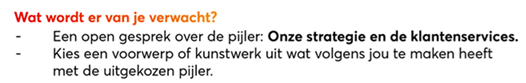 Wat wordt er van je verwacht?
- Een open gesprek over de pijler: Onze strategie en de klantenservices.
- Kies een voorwerp of kunstwerk uit wat volgens jou te maken heeft
met de uitgekozen pijler.